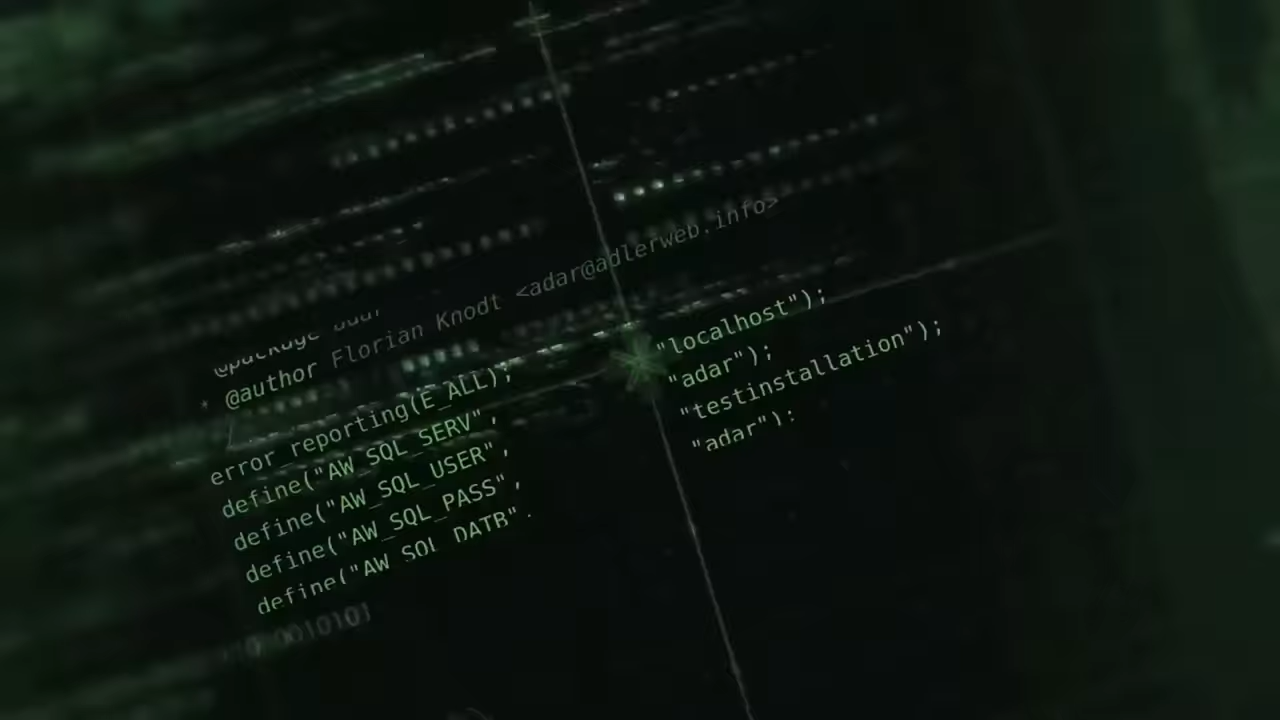 @package adar
* @author Florian Knodt <adar@adlerweb.info>
error_reporting(E_ALL);
define("AW_SQL_SERV", "localhost");
define("AW_SQL_USER", "adar");
define("AW_SQL_PASS", "testinstallation");
define("AW_SQL_DATB", "adar");